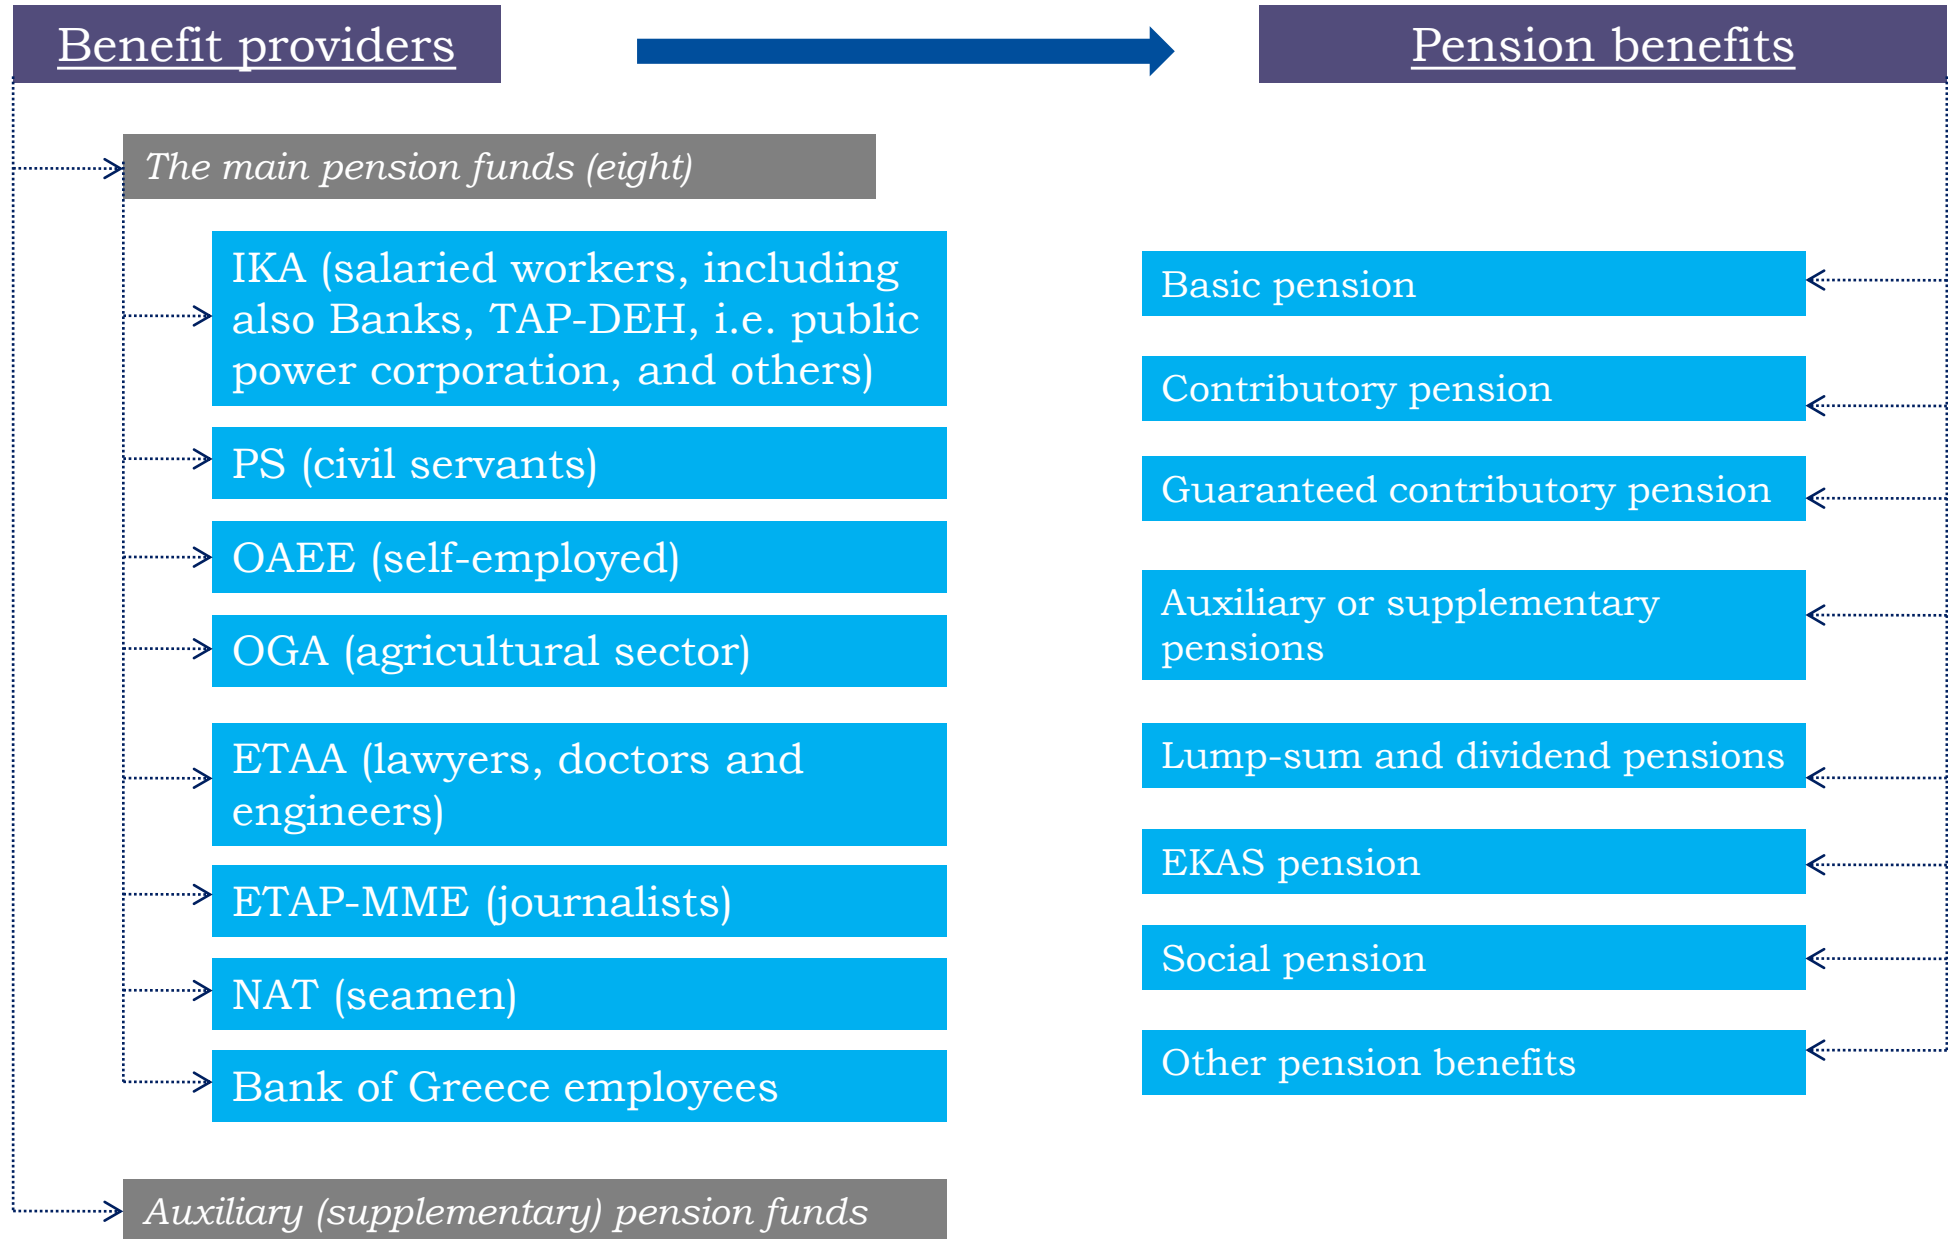 Benefit providers
Pension benefits
The main pension funds (eight)
IKA (salaried workers, including
also Banks, TAP-DEH, i.e. public
power corporation, and others)
PS (civil servants)
OAEE (self-employed)
OGA (agricultural sector)
ETAA (lawyers, doctors and
engineers)
ETAP-MME (journalists)
NAT (seamen)
Bank of Greece employees
Auxiliary (supplementary) pension funds
Basic pension
Contributory pension
Guaranteed contributory pension
Auxiliary or supplementary
pensions
Lump-sum and dividend pensions
EKAS pension
Social pension
Other pension benefits